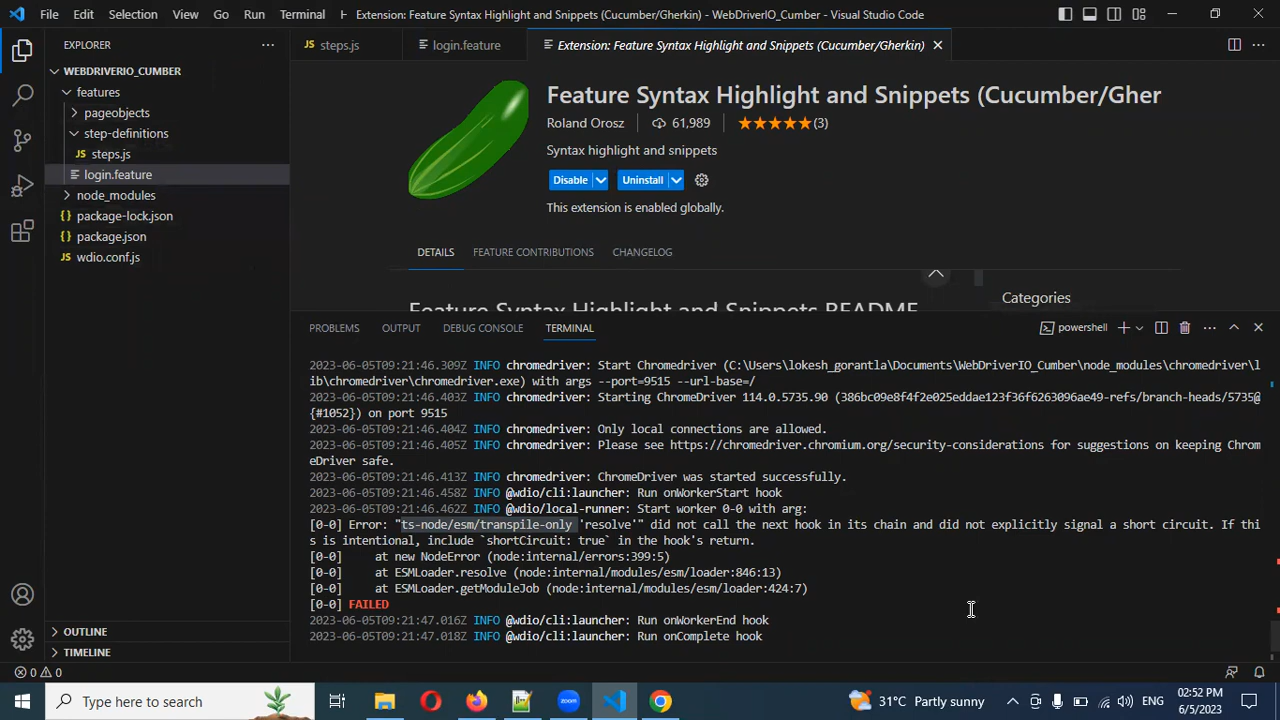 File Edit Selection View Go Run Terminal Extension: Feature Syntax Highlight and Snippets (Cucumber/Gherkin) - WebDriverIO_Cumber - Visual Studio Code
EXPLORER
WEBDRIVERIO_CUMBER
features
pageobjects
step-definitions
JS steps.js
login.feature
node_modules
{} package-lock.json
{} package.json
JS wdio.conf.js
OUTLINE
TIMELINE
JS steps.js
login.feature
Extension: Feature Syntax Highlight and Snippets (Cucumber/Gherkin)
Feature Syntax Highlight and Snippets (Cucumber/Gher
Roland Orosz
61,989
(3)
Syntax highlight and snippets
Disable
Uninstall
This extension is enabled globally.
DETAILS FEATURE CONTRIBUTIONS CHANGELOG
Feature Syntax Highlight and Snippets README
Categories
PROBLEMS OUTPUT DEBUG CONSOLE TERMINAL
powershell
2023-06-05T09:21:46.309Z INFO chromedriver: Start Chromedriver (C:\Users\lokesh_gorantla\Documents\WebDriverIO_Cumber\node_modules\chromedriver\l
ib\chromedriver\chromedriver.exe) with args --port=9515 --url-base=/
2023-06-05T09:21:46.403Z INFO chromedriver: Starting ChromeDriver 114.0.5735.90 (386bc09e8f4f2e025eddae123f36f6263096ae49-refs/branch-heads/5735@
{#1052}) on port 9515
2023-06-05T09:21:46.404Z INFO chromedriver: Only local connections are allowed.
2023-06-05T09:21:46.405Z INFO chromedriver: Please see https://chromedriver.chromium.org/security-considerations for suggestions on keeping Chrom
eDriver safe.
2023-06-05T09:21:46.413Z INFO chromedriver: ChromeDriver was started successfully.
2023-06-05T09:21:46.458Z INFO @wdio/cli:launcher: Run onWorkerStart hook
2023-06-05T09:21:46.462Z INFO @wdio/local-runner: Start worker 0-0 with arg:
[0-0] Error: "ts-node/esm/transpile-only 'resolve'" did not call the next hook in its chain and did not explicitly signal a short circuit. If thi
s is intentional, include `shortCircuit: true` in the hook's return.
[0-0] at new NodeError (node:internal/errors:399:5)
[0-0] at ESMLoader.resolve (node:internal/modules/esm/loader:846:13)
[0-0] at ESMLoader.getModuleJob (node:internal/modules/esm/loader:424:7)
[0-0] FAILED
2023-06-05T09:21:47.016Z INFO @wdio/cli:launcher: Run onWorkerEnd hook
2023-06-05T09:21:47.018Z INFO @wdio/cli:launcher: Run onComplete hook
0 0
Type here to search
zoom
31°C Partly sunny
ENG
02:52 PM
6/5/2023